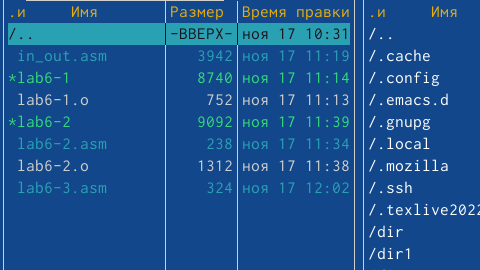 .и Имя Размер Время правки .и Имя
/.. -ВВЕРХ- ноя 17 10:31 /..
in_out.asm 3942 ноя 17 11:19 /.cache
*lab6-1 8740 ноя 17 11:14 /.config
lab6-1.o 752 ноя 17 11:13 /.emacs.d
*lab6-2 9092 ноя 17 11:39 /.gnupg
lab6-2.asm 238 ноя 17 11:34 /.local
lab6-2.o 1312 ноя 17 11:38 /.mozilla
lab6-3.asm 324 ноя 17 12:02 /.ssh
/.texlive2022
/dir
/dir1